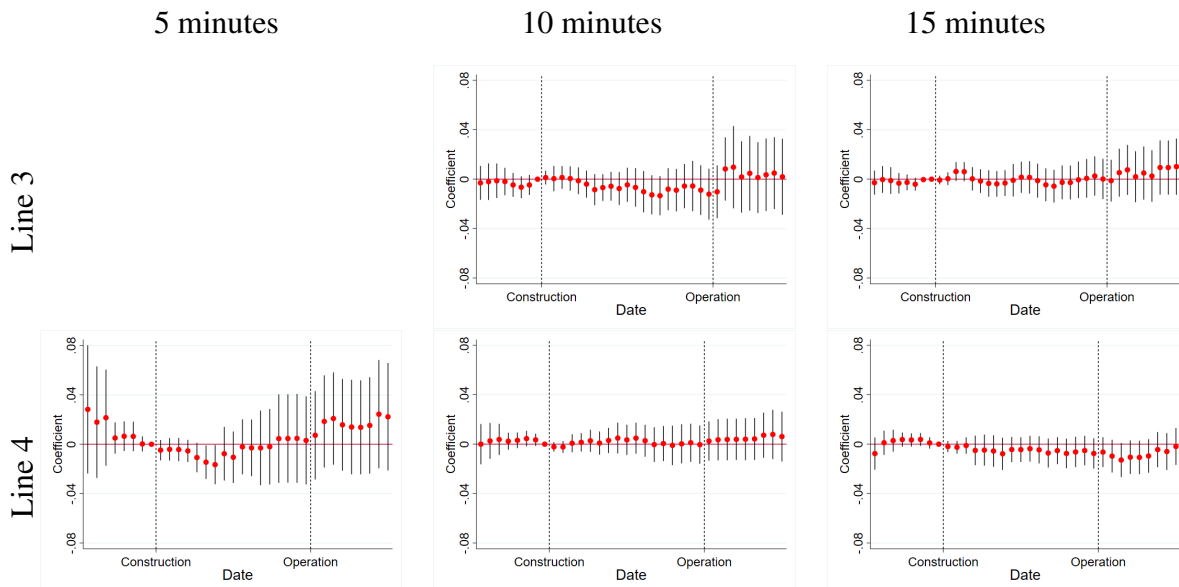 5 minutes
10 minutes
15 minutes
Line 3
.08
.04
0
-.04
-.08
Coefficient
Construction
Operation
Date
.08
.04
0
-.04
-.08
Coefficient
Construction
Operation
Date
Line 4
.08
.04
0
-.04
-.08
Coefficient
Construction
Operation
Date
.08
.04
0
-.04
-.08
Coefficient
Construction
Operation
Date
.08
.04
0
-.04
-.08
Coefficient
Construction
Operation
Date